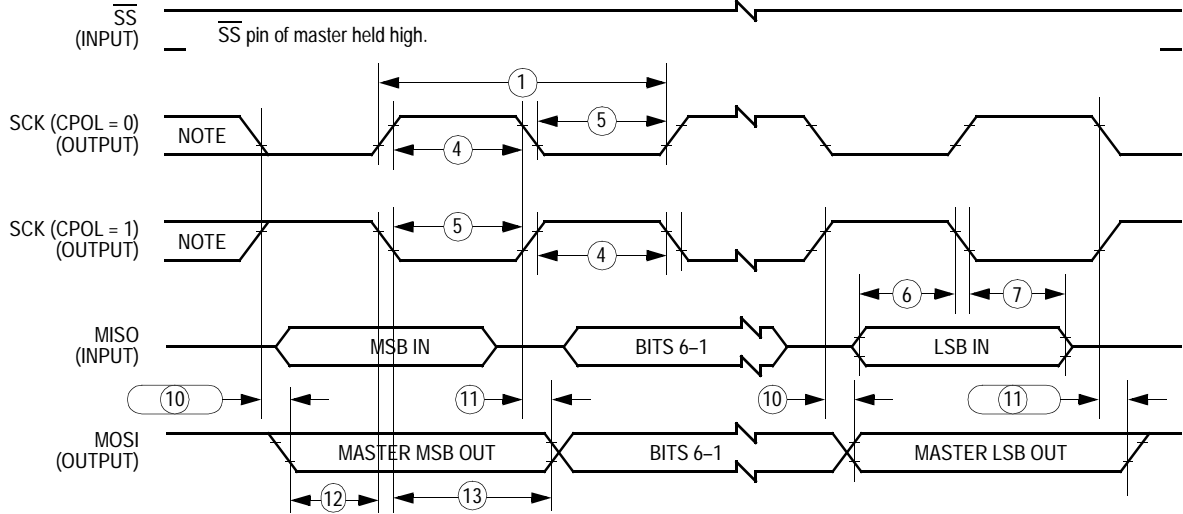 SS
(INPUT)
SS pin of master held high.
1
SCK (CPOL = 0)
(OUTPUT)
NOTE
5
4
SCK (CPOL = 1)
(OUTPUT)
NOTE
5
4
6
7
MISO
(INPUT)
MSB IN
BITS 6–1
LSB IN
10
11
10
11
MOSI
(OUTPUT)
MASTER MSB OUT
BITS 6–1
MASTER LSB OUT
12
13